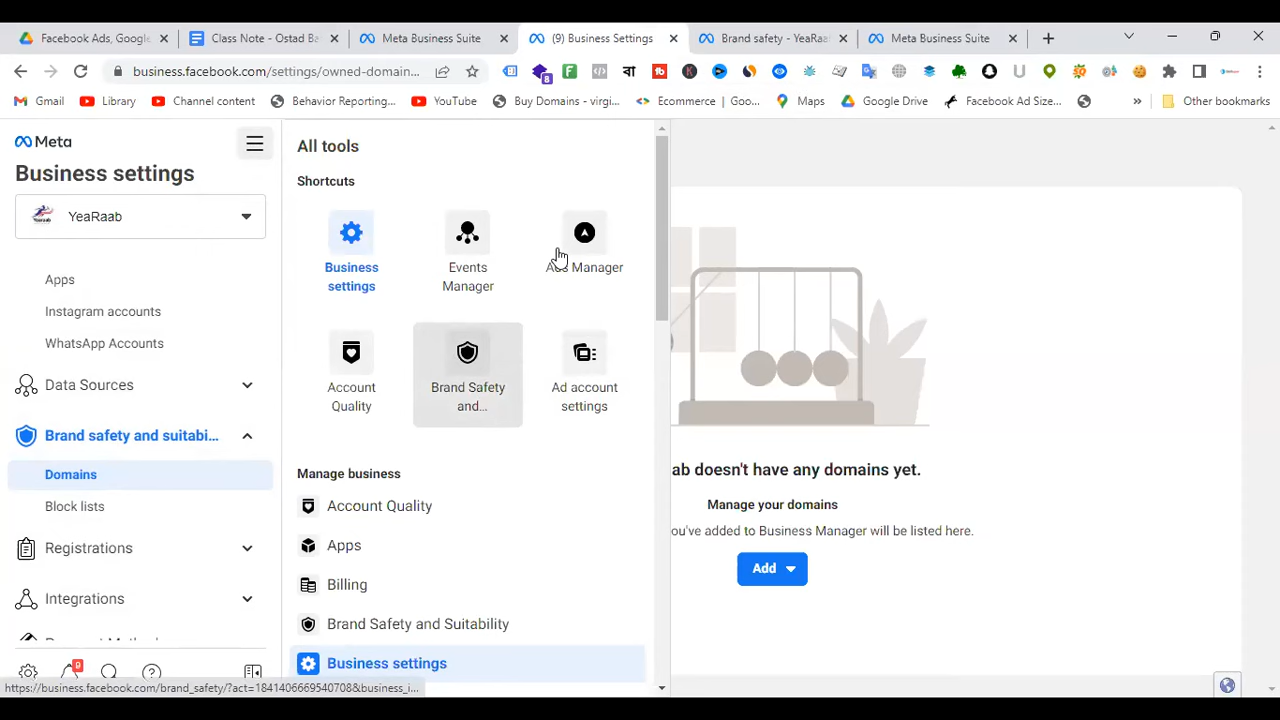 Facebook Ads, Google
Class Note - Ostad Ba
Meta Business Suite
(9) Business Settings
Brand safety - YeaRaa
Meta Business Suite
business.facebook.com/settings/owned-domain...
Gmail
Library
Channel content
Behavior Reporting...
YouTube
Buy Domains - virgi...
Ecommerce | Goo...
Maps
Google Drive
Facebook Ad Size...
Other bookmarks
Meta
Business settings
YeaRaab
Apps
Instagram accounts
WhatsApp Accounts
Data Sources
Brand safety and suitabi...
Domains
Block lists
Registrations
Integrations
9
All tools
Shortcuts
Business
settings
Events
Manager
Ads Manager
Account
Quality
Brand Safety
and...
Ad account
settings
Manage business
Account Quality
Apps
Billing
Brand Safety and Suitability
Business settings
ab doesn't have any domains yet.
Manage your domains
ou've added to Business Manager will be listed here.
Add
https://business.facebook.com/brand_safety/?act=1841406669540708&business_i...